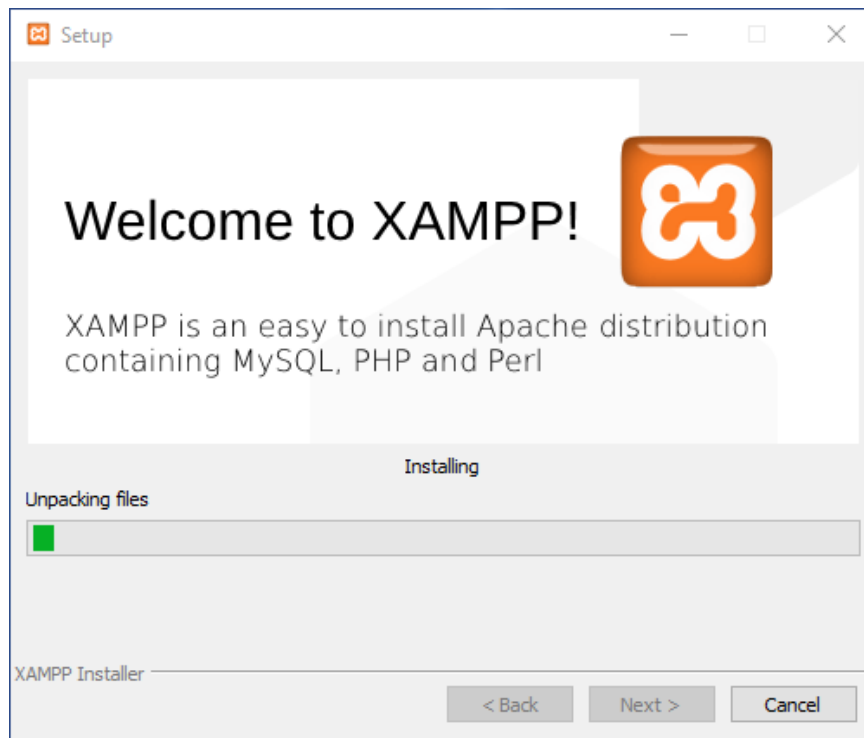 Setup
Welcome to XAMPP!
XAMPP is an easy to install Apache distribution
containing MySQL, PHP and Perl
Installing
Unpacking files
XAMPP Installer
< Back Next > Cancel